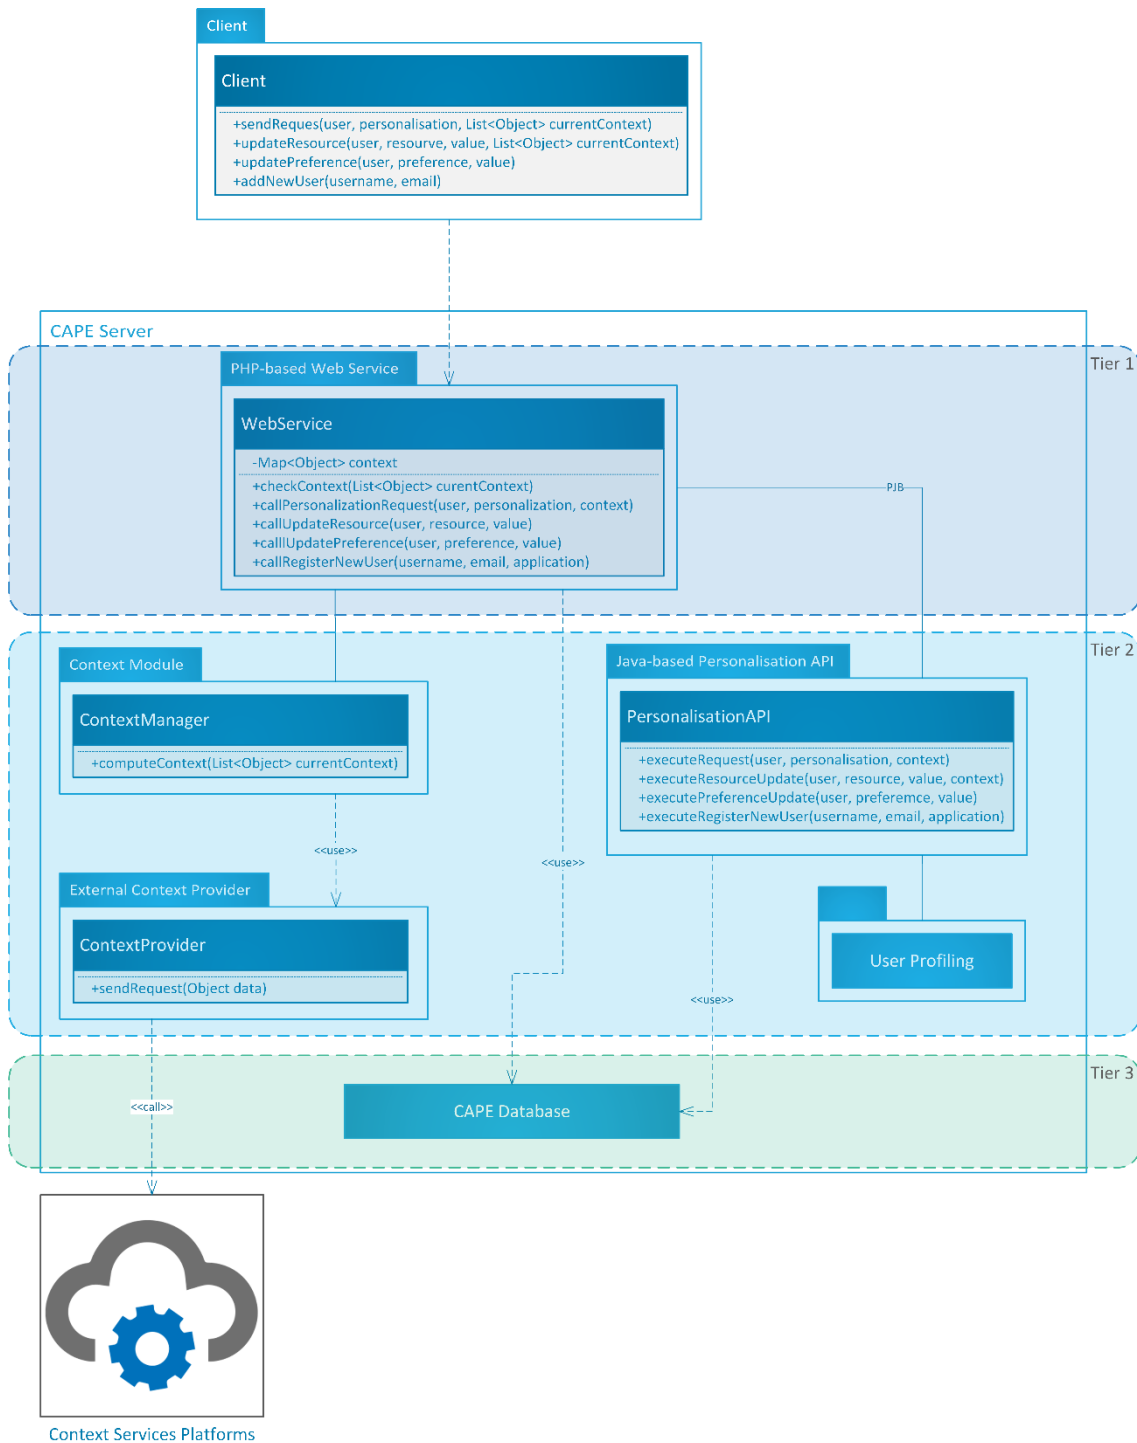 Client
Client
+sendReques(user, personalisation, List<Object> currentContext)
+updateResource(user, resourve, value, List<Object> currentContext)
+updatePreference(user, preference, value)
+addNewUser(username, email)
CAPE Server
Tier 1
PHP-based Web Service
WebService
-Map<Object> context
+checkContext(List<Object> curentContext)
+callPersonalizationRequest(user, personalization, context)
+callUpdateResource(user, resource, value)
+calllUpdatePreference(user, preference, value)
+callRegisterNewUser(username, email, application)
PJB
Tier 2
Context Module
ContextManager
+computeContext(List<Object> currentContext)
<<use>>
External Context Provider
ContextProvider
+sendRequest(Object data)
<<use>>
Java-based Personalisation API
PersonalisationAPI
+executeRequest(user, personalisation, context)
+executeResourceUpdate(user, resource, value, context)
+executePreferenceUpdate(user, preferemce, value)
+executeRegisterNewUser(username, email, application)
User Profiling
<<use>>
Tier 3
<<call>>
CAPE Database
Context Services Platforms